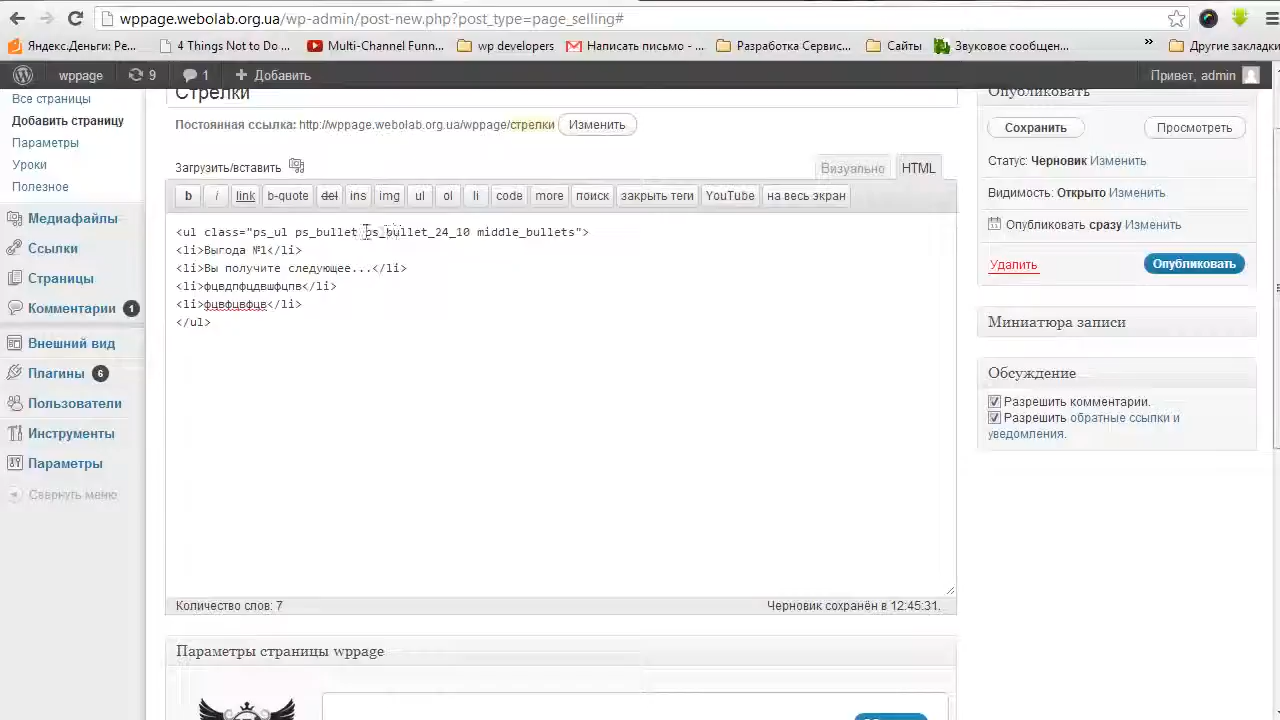 wppage.webolab.org.ua/wp-admin/post-new.php?post_type=page_selling#
Яндекс.Деньги: Ре... 4 Things Not to Do ... Multi-Channel Funn... wp developers Написать письмо - ... Разработка Сервис... Сайты Звуковое сообщен... » Другие закладки
wppage 9 1 + Добавить Привет, admin
Все страницы
Добавить страницу
Параметры
Уроки
Полезное
Медиафайлы
Ссылки
Страницы
Комментарии 1
Внешний вид
Плагины 6
Пользователи
Инструменты
Параметры
Свернуть меню
Стрелки
Постоянная ссылка: http://wppage.webolab.org.ua/wppage/стрелки Изменить
Загрузить/вставить
Визуально HTML
b i link b-quote del ins img ul ol li code more поиск закрыть теги YouTube на весь экран
<ul class="ps_ul ps_bullet ps_bullet_24_10 middle_bullets">
<li>Выгода №1</li>
<li>Вы получите следующее...</li>
<li>фцвдпфцдвшфцпв</li>
<li>фцвфцвфцв</li>
</ul>
Количество слов: 7 Черновик сохранён в 12:45:31.
Параметры страницы wppage
Опубликовать
Сохранить Просмотреть
Статус: Черновик Изменить
Видимость: Открыто Изменить
Опубликовать сразу Изменить
Удалить Опубликовать
Миниатюра записи
Обсуждение
Разрешить комментарии.
Разрешить обратные ссылки и
уведомления.